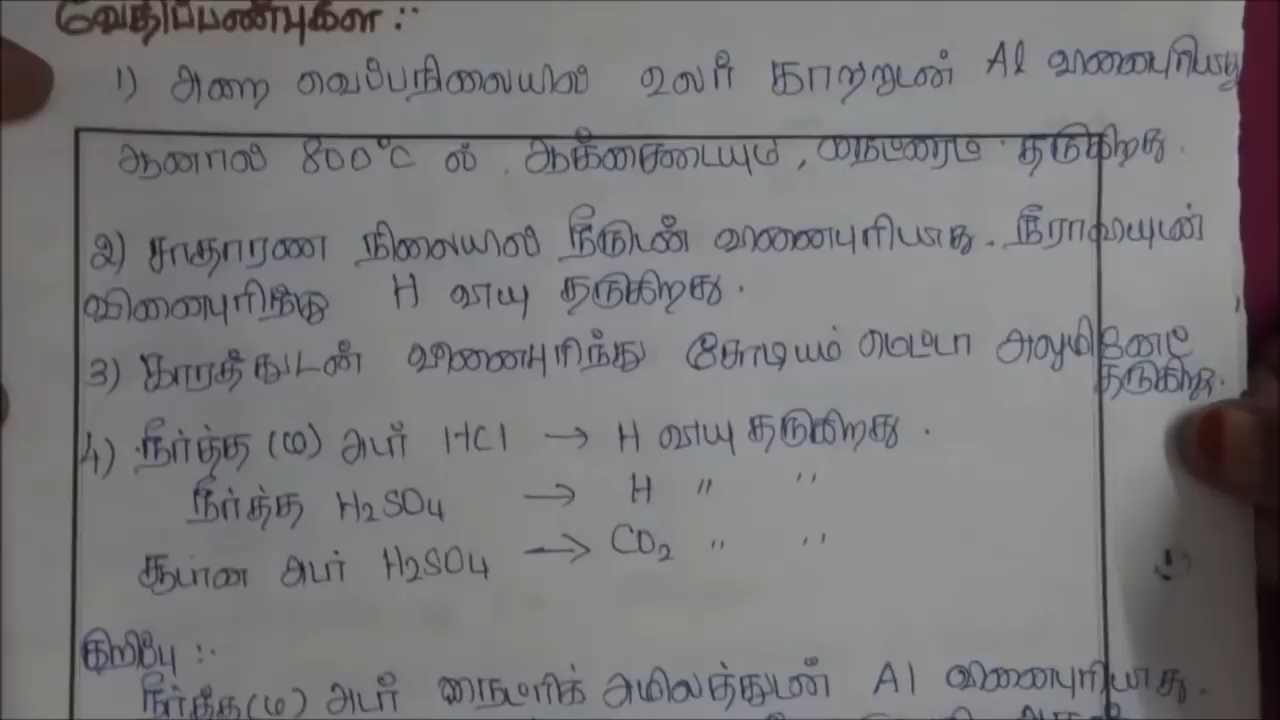 வேதிப்பண்புகள் :-
1) அறை வெப்பநிலையில் உலர் காற்றுடன் Al வினைபுரியாது
ஆனால் 800°C ல் ஆக்சைடையும், நைட்ரைடும் தருகிறது.
2) சாதாரண நிலையில் நீருடன் வினைபுரியாது. நீராவியுடன்
வினைபுரிந்து H வாயு தருகிறது.
3) காரத்துடன் வினைபுரிந்து சோடியம் மெட்டா அலுமினேட்
தருகிறது.
4) நீர்த்த (ம) அடர் HCl → H வாயு தருகிறது.
நீர்த்த H2SO4 → H " "
சூடான அடர் H2SO4 → CO2 " "
குறிப்பு :-
நீர்த்த (ம) அடர் நைட்ரிக் அமிலத்துடன் Al வினைபுரியாது.